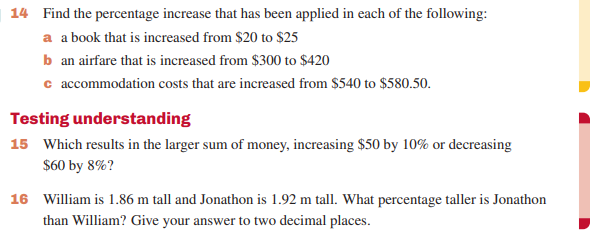 14 Find the percentage increase that has been applied in each of the following:
a a book that is increased from $20 to $25
b an airfare that is increased from $300 to $420
c accommodation costs that are increased from $540 to $580.50.
Testing understanding
15 Which results in the larger sum of money, increasing $50 by 10% or decreasing
$60 by 8%?
16 William is 1.86 m tall and Jonathon is 1.92 m tall. What percentage taller is Jonathon
than William? Give your answer to two decimal places.